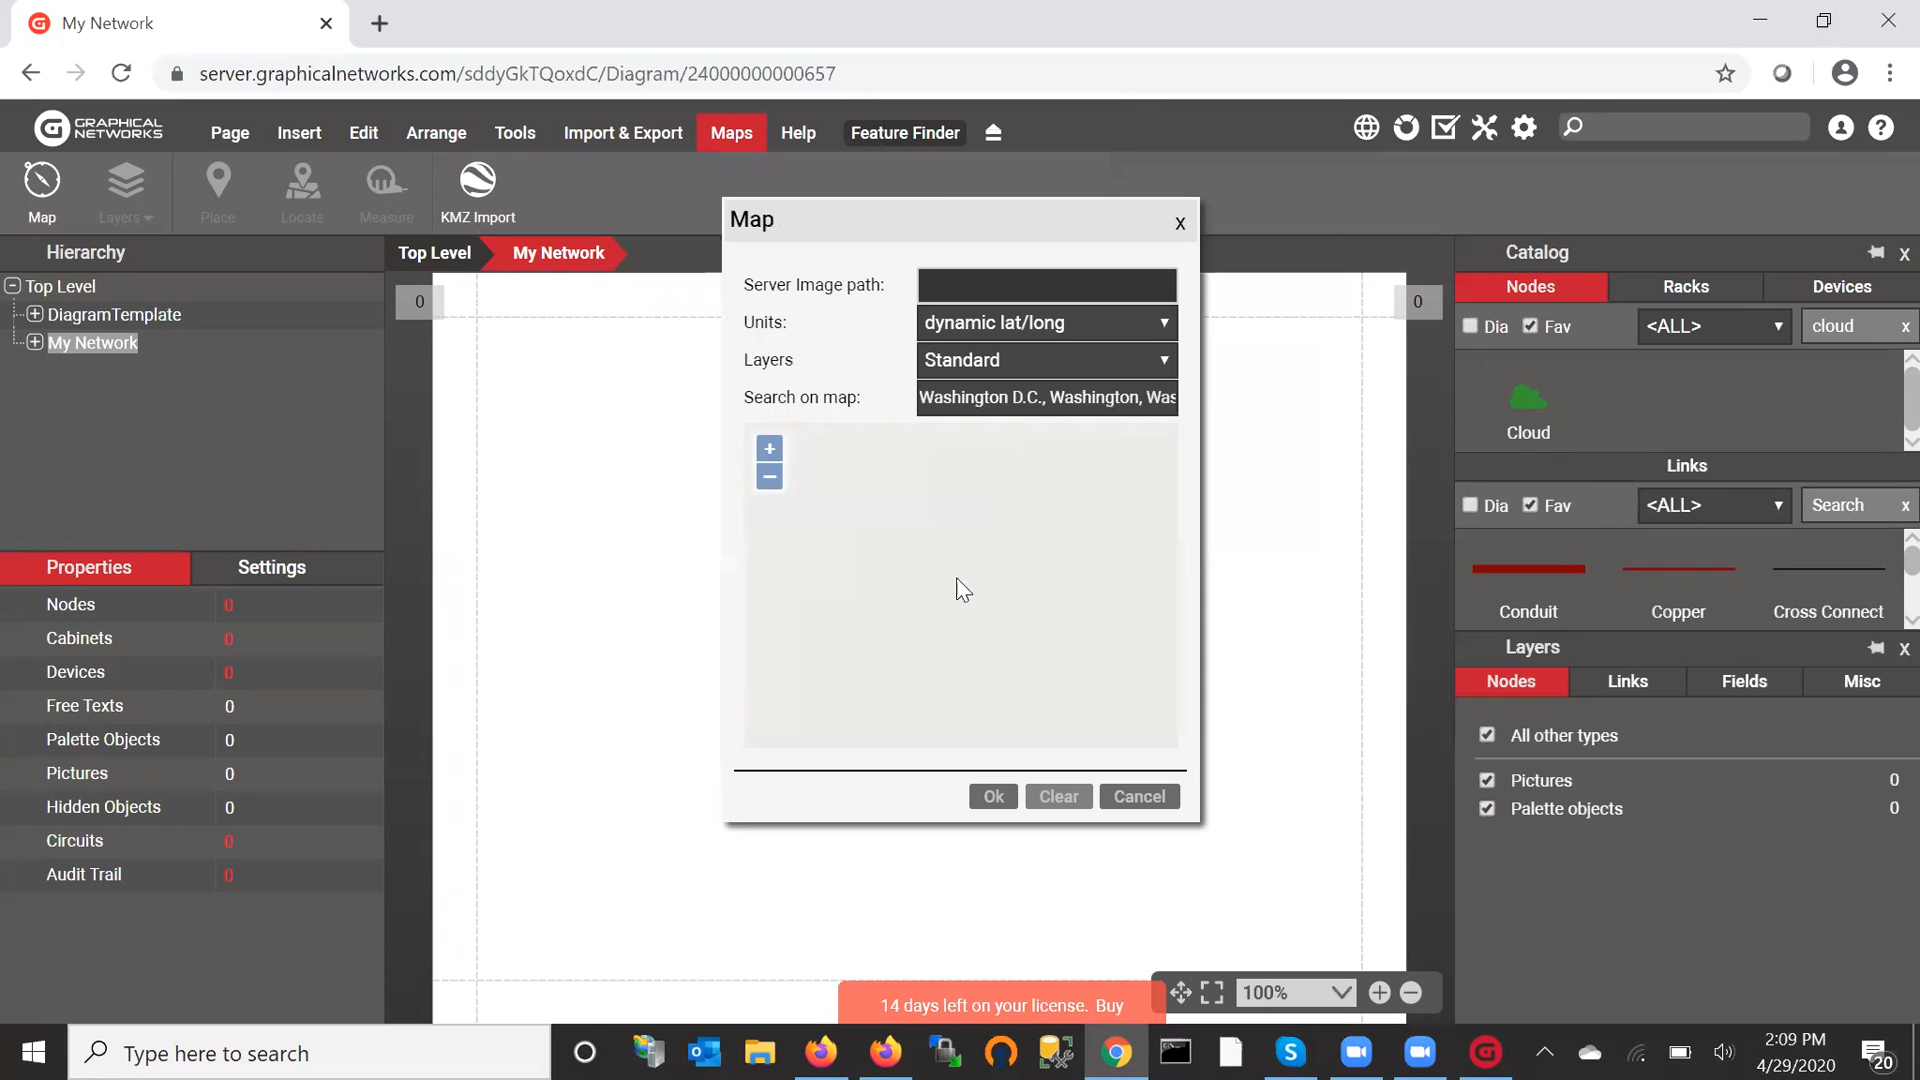 My Network
server.graphicalnetworks.com/sddyGkTQoxdC/Diagram/24000000000657
GRAPHICAL NETWORKS
Page Insert Edit Arrange Tools Import & Export Maps Help Feature Finder
Map Layers Place Locate Measure KMZ Import
Hierarchy
Top Level
DiagramTemplate
My Network
Properties Settings
Nodes 0
Cabinets 0
Devices 0
Free Texts 0
Palette Objects 0
Pictures 0
Hidden Objects 0
Circuits 0
Audit Trail 0
Top Level My Network
0 0
Map x
Server Image path:
Units: dynamic lat/long
Layers Standard
Search on map: Washington D.C., Washington, Was
+
−
Ok Clear Cancel
14 days left on your license. Buy
100%
Catalog x
Nodes Racks Devices
Dia Fav <ALL> cloud x
Cloud
Links
Dia Fav <ALL> Search x
Conduit Copper Cross Connect
Layers x
Nodes Links Fields Misc
All other types
Pictures 0
Palette objects 0
Type here to search
2:09 PM
4/29/2020
20